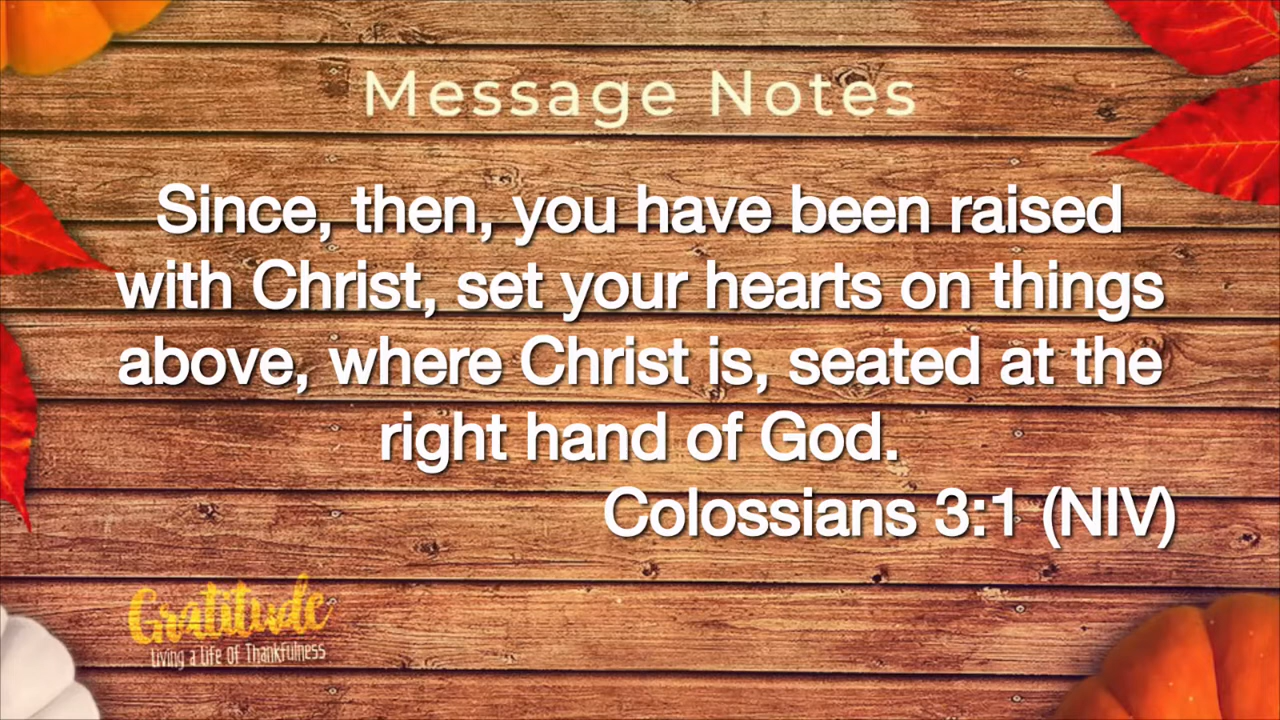 Message Notes
Since, then, you have been raised
with Christ, set your hearts on things
above, where Christ is, seated at the
right hand of God.
Colossians 3:1 (NIV)
Gratitude
Living a Life of Thankfulness